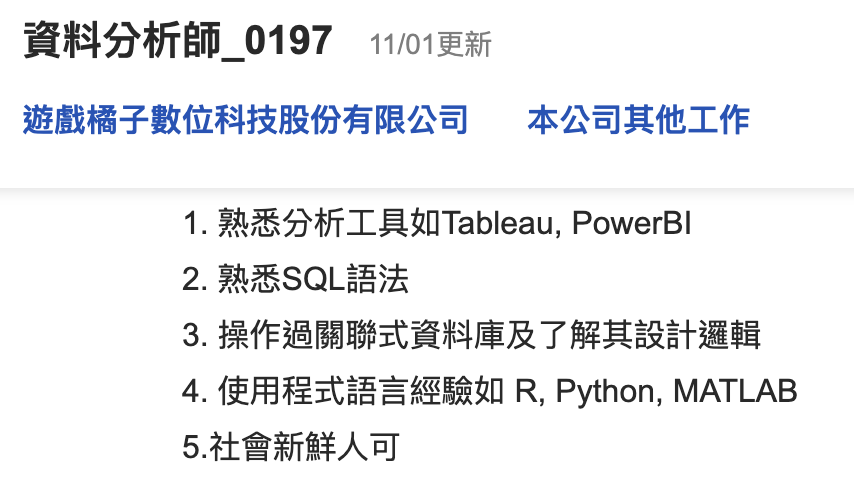 資料分析師_0197 11/01更新
遊戲橘子數位科技股份有限公司 本公司其他工作
1. 熟悉分析工具如Tableau, PowerBI
2. 熟悉SQL語法
3. 操作過關聯式資料庫及了解其設計邏輯
4. 使用程式語言經驗如 R, Python, MATLAB
5.社會新鮮人可